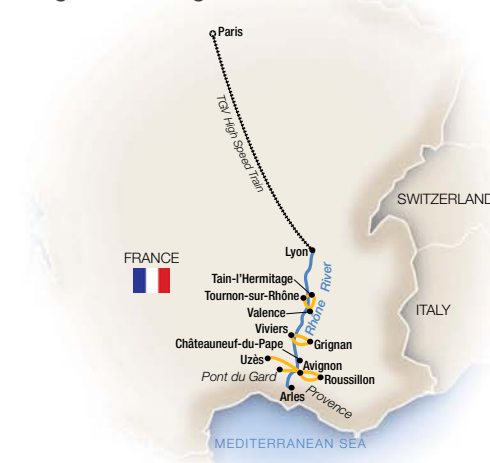 Paris
TGV High Speed Train
SWITZERLAND
Lyon
FRANCE
Tain-l'Hermitage
Rhône River
Tournon-sur-Rhône
Valence
ITALY
Viviers
Châteauneuf-du-Pape
Grignan
Uzès
Avignon
Pont du Gard
Roussillon
Arles
Provence
MEDITERRANEAN SEA